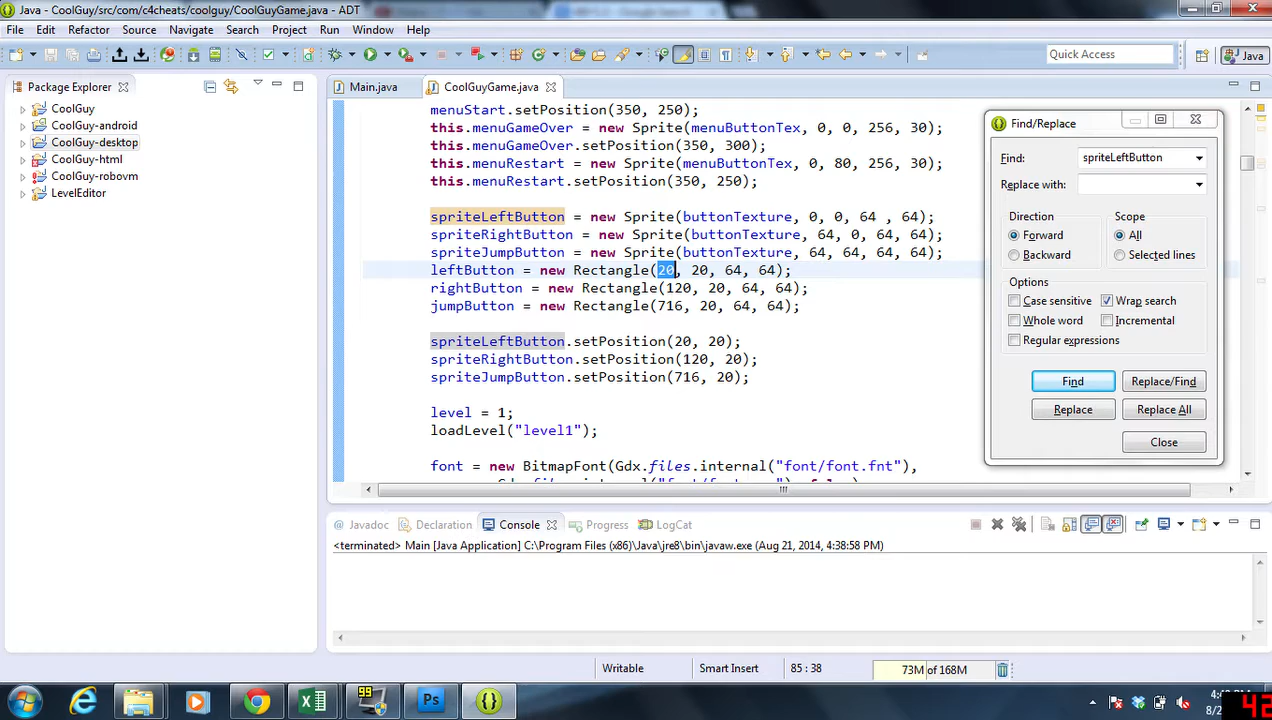 Java - CoolGuy/src/com/c4cheats/coolguy/CoolGuyGame.java - ADT
File Edit Refactor Source Navigate Search Project Run Window Help
Quick Access
Java
Package Explorer
Main.java
CoolGuyGame.java
CoolGuy
CoolGuy-android
CoolGuy-desktop
CoolGuy-html
CoolGuy-robovm
LevelEditor
menuStart.setPosition(350, 250);
this.menuGameOver = new Sprite(menuButtonTex, 0, 0, 256, 30);
menuGameOver.setPosition(350, 300);
this.menuRestart = new Sprite(menuButtonTex, 0, 80, 256, 30);
this.menuRestart.setPosition(350, 250);
spriteLeftButton = new Sprite(buttonTexture, 0, 0, 64 , 64);
spriteRightButton = new Sprite(buttonTexture, 64, 0, 64, 64);
spriteJumpButton = new Sprite(buttonTexture, 64, 64, 64, 64);
leftButton = new Rectangle(20, 20, 64, 64);
rightButton = new Rectangle(120, 20, 64, 64);
jumpButton = new Rectangle(716, 20, 64, 64);
spriteLeftButton.setPosition(20, 20);
spriteRightButton.setPosition(120, 20);
spriteJumpButton.setPosition(716, 20);
level = 1;
loadLevel("level1");
font = new BitmapFont(Gdx.files.internal("font/font.fnt"),
Find/Replace
Find: spriteLeftButton
Replace with:
Direction
Scope
Forward
All
Backward
Selected lines
Options
Case sensitive
Wrap search
Whole word
Incremental
Regular expressions
Find
Replace/Find
Replace
Replace All
Close
Javadoc
Declaration
Console
Progress
LogCat
<terminated> Main [Java Application] C:\Program Files (x86)\Java\jre8\bin\javaw.exe (Aug 21, 2014, 4:38:58 PM)
Writable
Smart Insert
85 : 38
73M of 168M
99
Ps
42